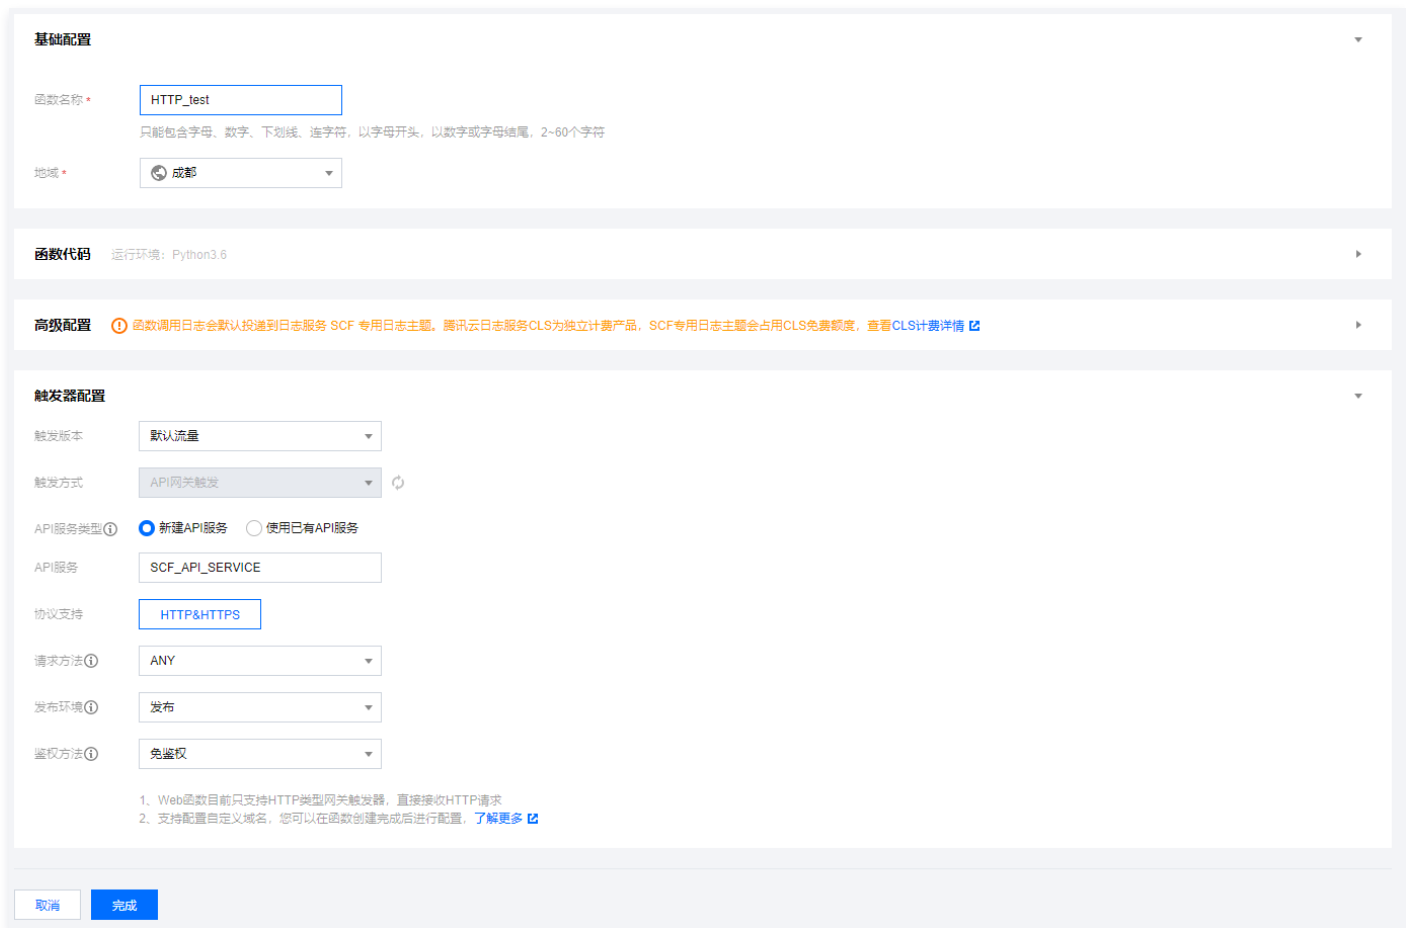 基础配置
函数名称 *
HTTP_test
只能包含字母、数字、下划线、连字符，以字母开头，以数字或字母结尾，2~60个字符
地域 *
成都
函数代码 运行环境：Python3.6
高级配置 函数调用日志会默认投递到日志服务 SCF 专用日志主题。腾讯云日志服务CLS为独立计费产品，SCF专用日志主题会占用CLS免费额度，查看CLS计费详情
触发器配置
触发版本 默认流量
触发方式 API网关触发
API服务类型 新建API服务 使用已有API服务
API服务 SCF_API_SERVICE
协议支持 HTTP&HTTPS
请求方法 ANY
发布环境 发布
鉴权方法 免鉴权
1、Web函数目前只支持HTTP类型网关触发器，直接接收HTTP请求
2、支持配置自定义域名，您可以在函数创建完成后进行配置，了解更多
取消 完成